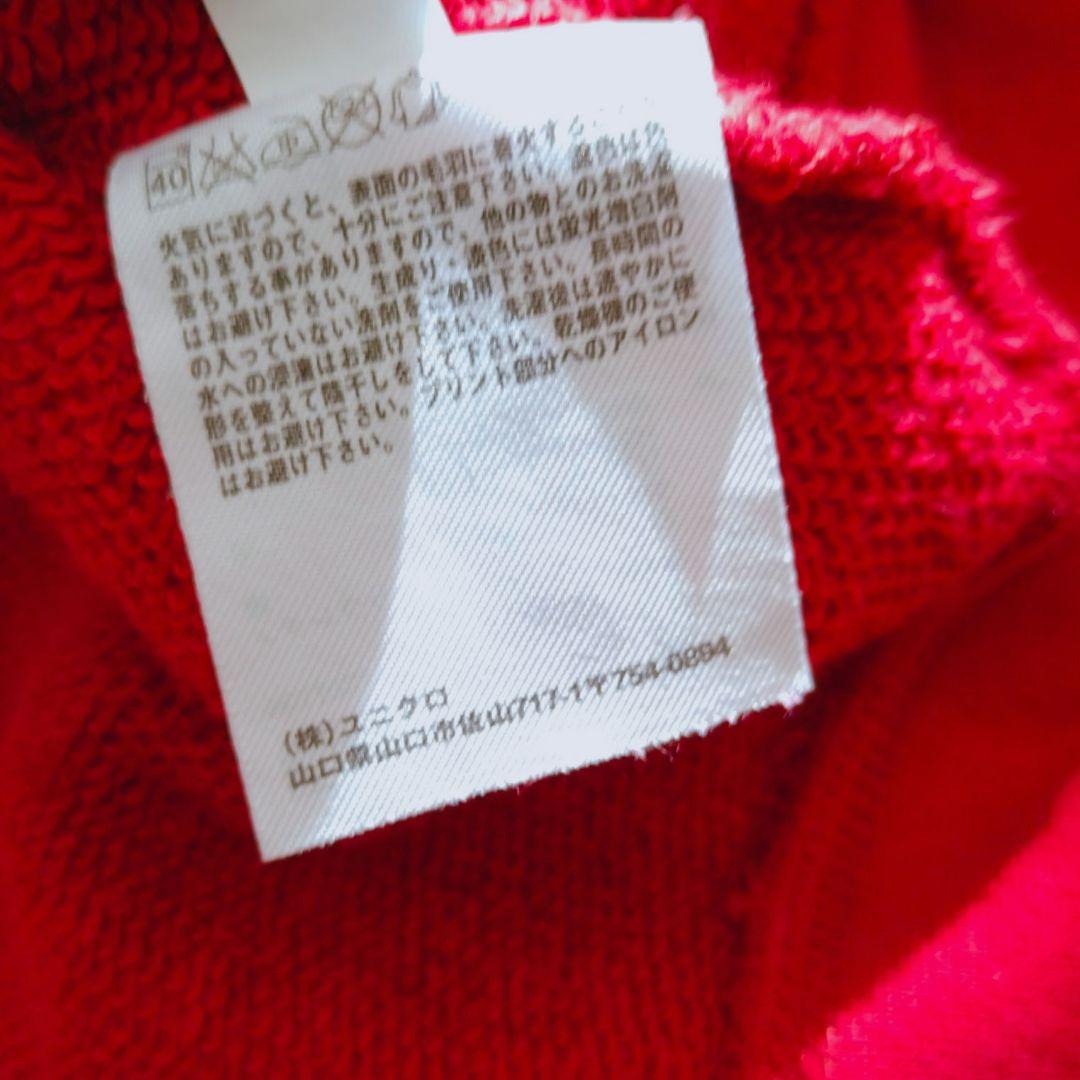 40
火気に近づくと、表面の毛羽に着火する
ありますので、十分にご注意下さい。濃色は色
落ちする事がありますので、他の物とのお洗濯
はお避け下さい。生成り、淡色には蛍光増白剤
の入っていない洗剤をご使用下さい。長時間の
水への浸漬はお避け下さい。洗濯後は速やかに
形を整えて陰干しをして下さい。乾燥機のご使
用はお避け下さい。プリント部分へのアイロン
はお避け下さい。
(株)ユニクロ
山口県山口市佐山717-1〒754-0894